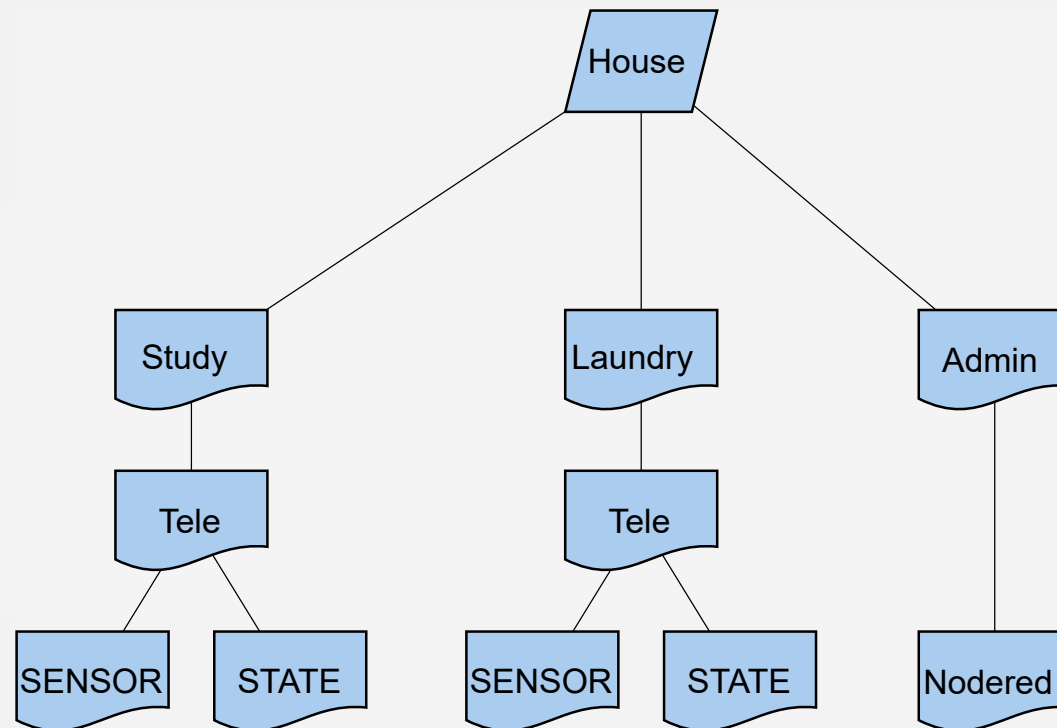 House
Study
Laundry
Admin
Tele
Tele
SENSOR
STATE
SENSOR
STATE
Nodered